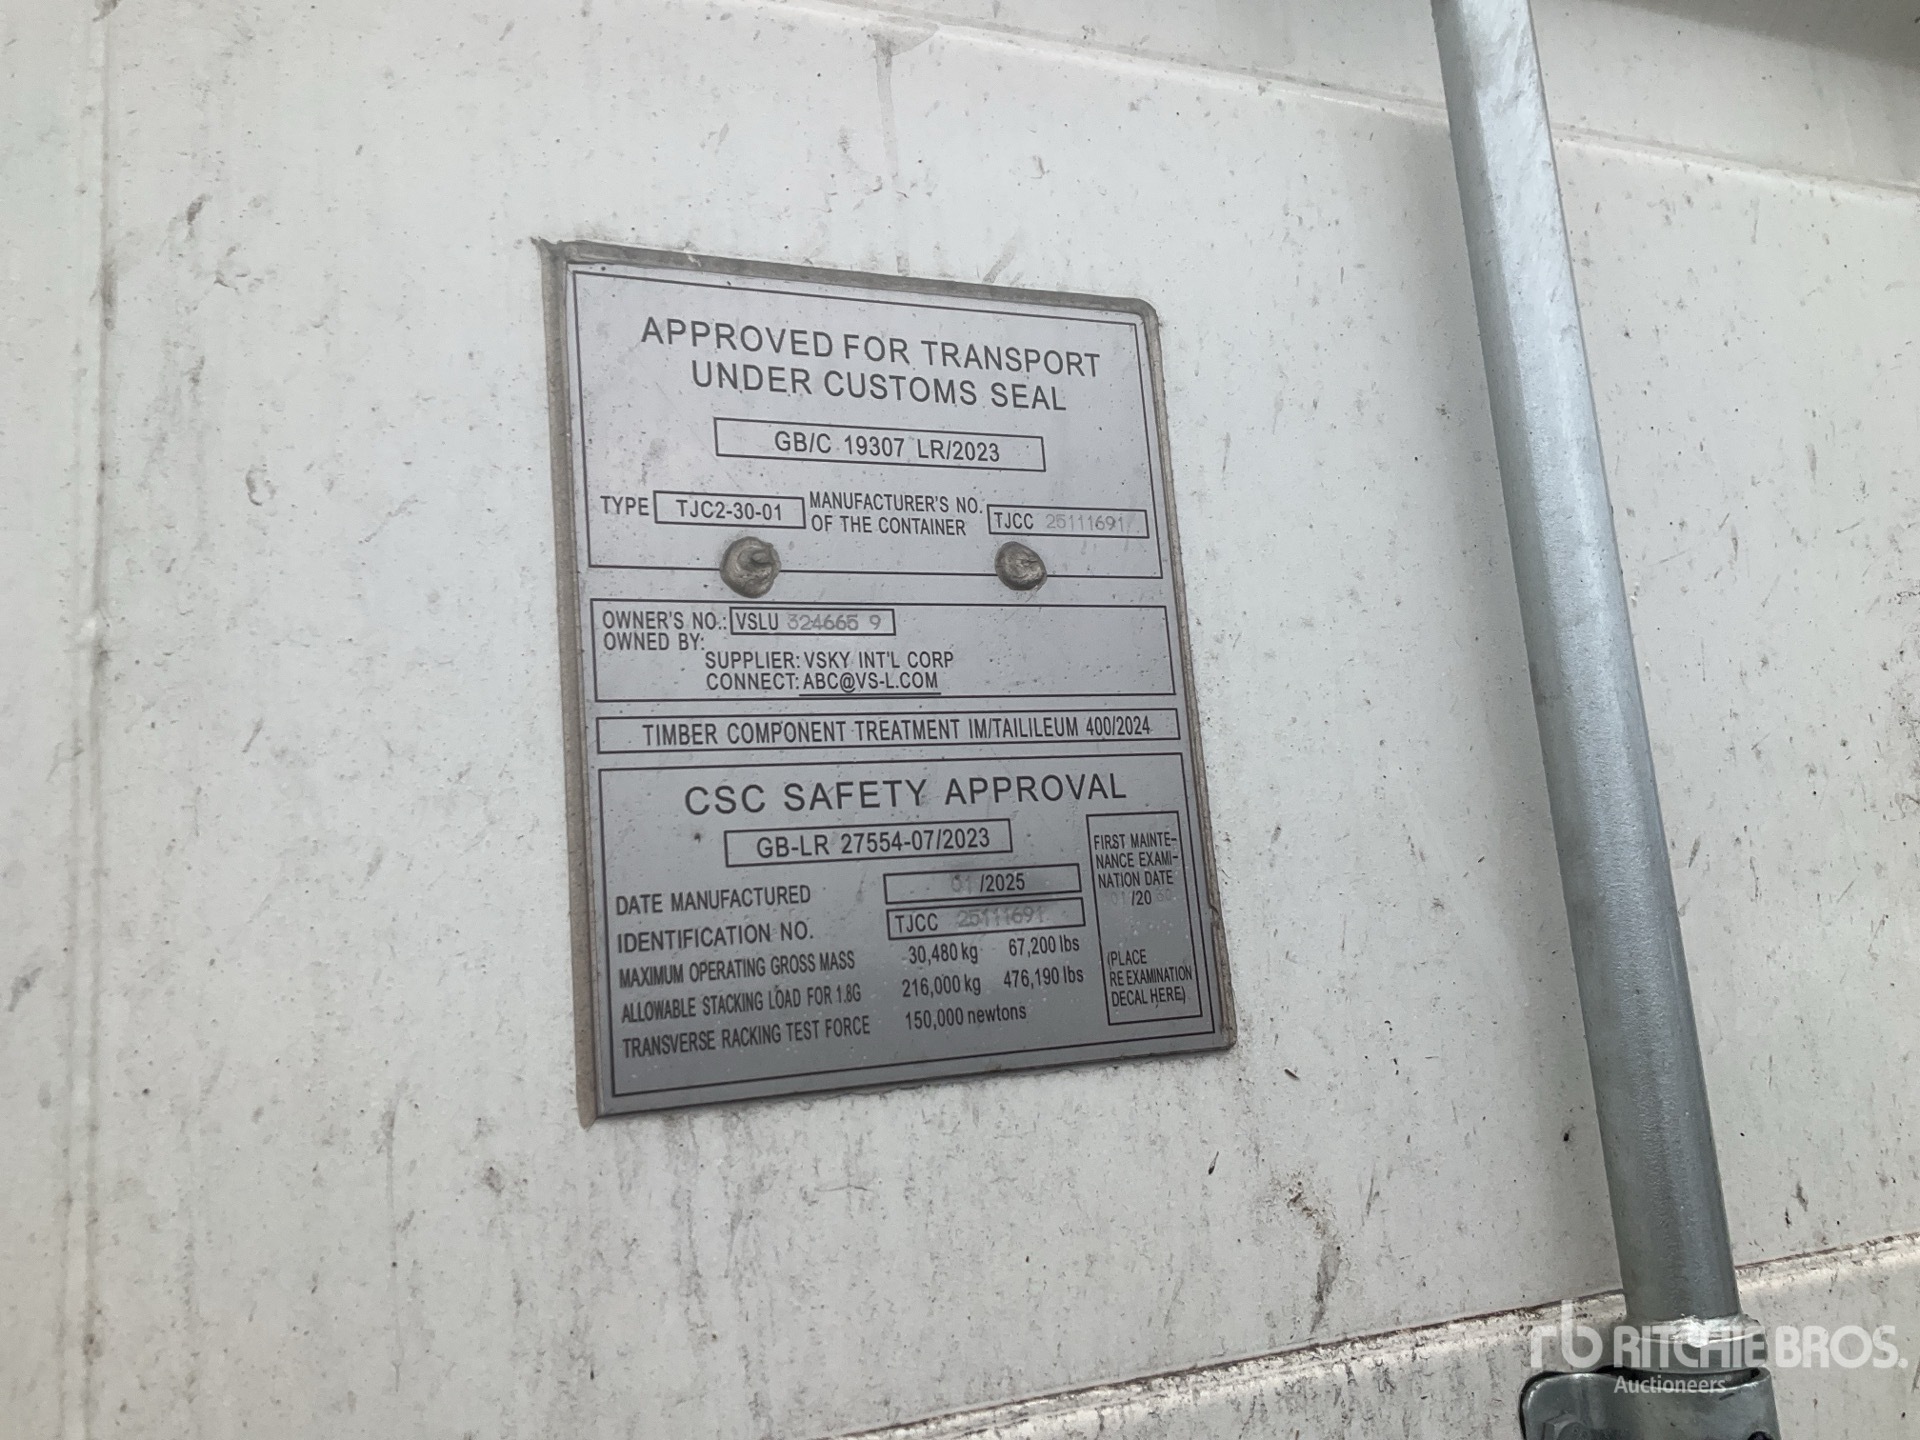 APPROVED FOR TRANSPORT
UNDER CUSTOMS SEAL
GB/C 19307 LR/2023
TYPE TJC2-30-01 MANUFACTURER'S NO. OF THE CONTAINER TJCC 25111691
OWNER'S NO.: VSLU 324665 9
OWNED BY:
SUPPLIER: VSKY INT'L CORP
CONNECT: ABC@VS-L.COM
TIMBER COMPONENT TREATMENT IM/TAILILEUM 400/2024
CSC SAFETY APPROVAL
GB-LR 27554-07/2023
DATE MANUFACTURED 01/2025
IDENTIFICATION NO. TJCC 25111691
MAXIMUM OPERATING GROSS MASS 30,480 kg 67,200 lbs
ALLOWABLE STACKING LOAD FOR 1.8G 216,000 kg 476,190 lbs
TRANSVERSE RACKING TEST FORCE 150,000 newtons
FIRST MAINTE-
NANCE EXAMI-
NATION DATE
01/20
(PLACE
RE EXAMINATION
DECAL HERE)
rb RITCHIE BROS.
Auctioneers